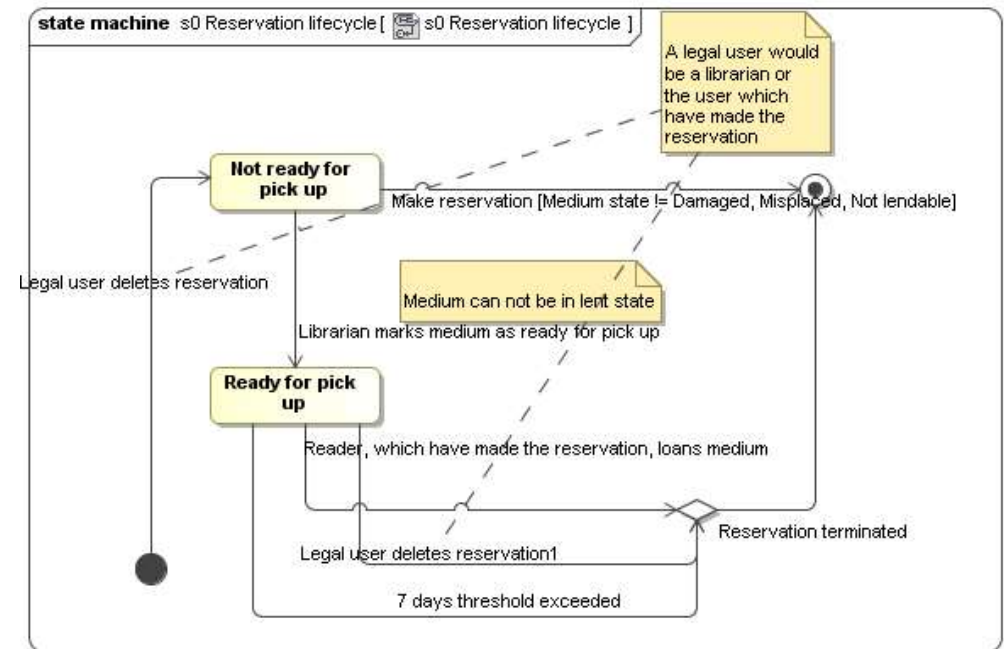 state machine s0 Reservation lifecycle [ s0 Reservation lifecycle ]
A legal user would
be a librarian or
the user which
have made the
reservation
Not ready for
pick up
Make reservation [Medium state != Damaged, Misplaced, Not lendable]
Legal user deletes reservation
Medium can not be in lent state
Librarian marks medium as ready for pick up
Ready for pick
up
Reader, which have made the reservation, loans medium
Reservation terminated
Legal user deletes reservation1
7 days threshold exceeded